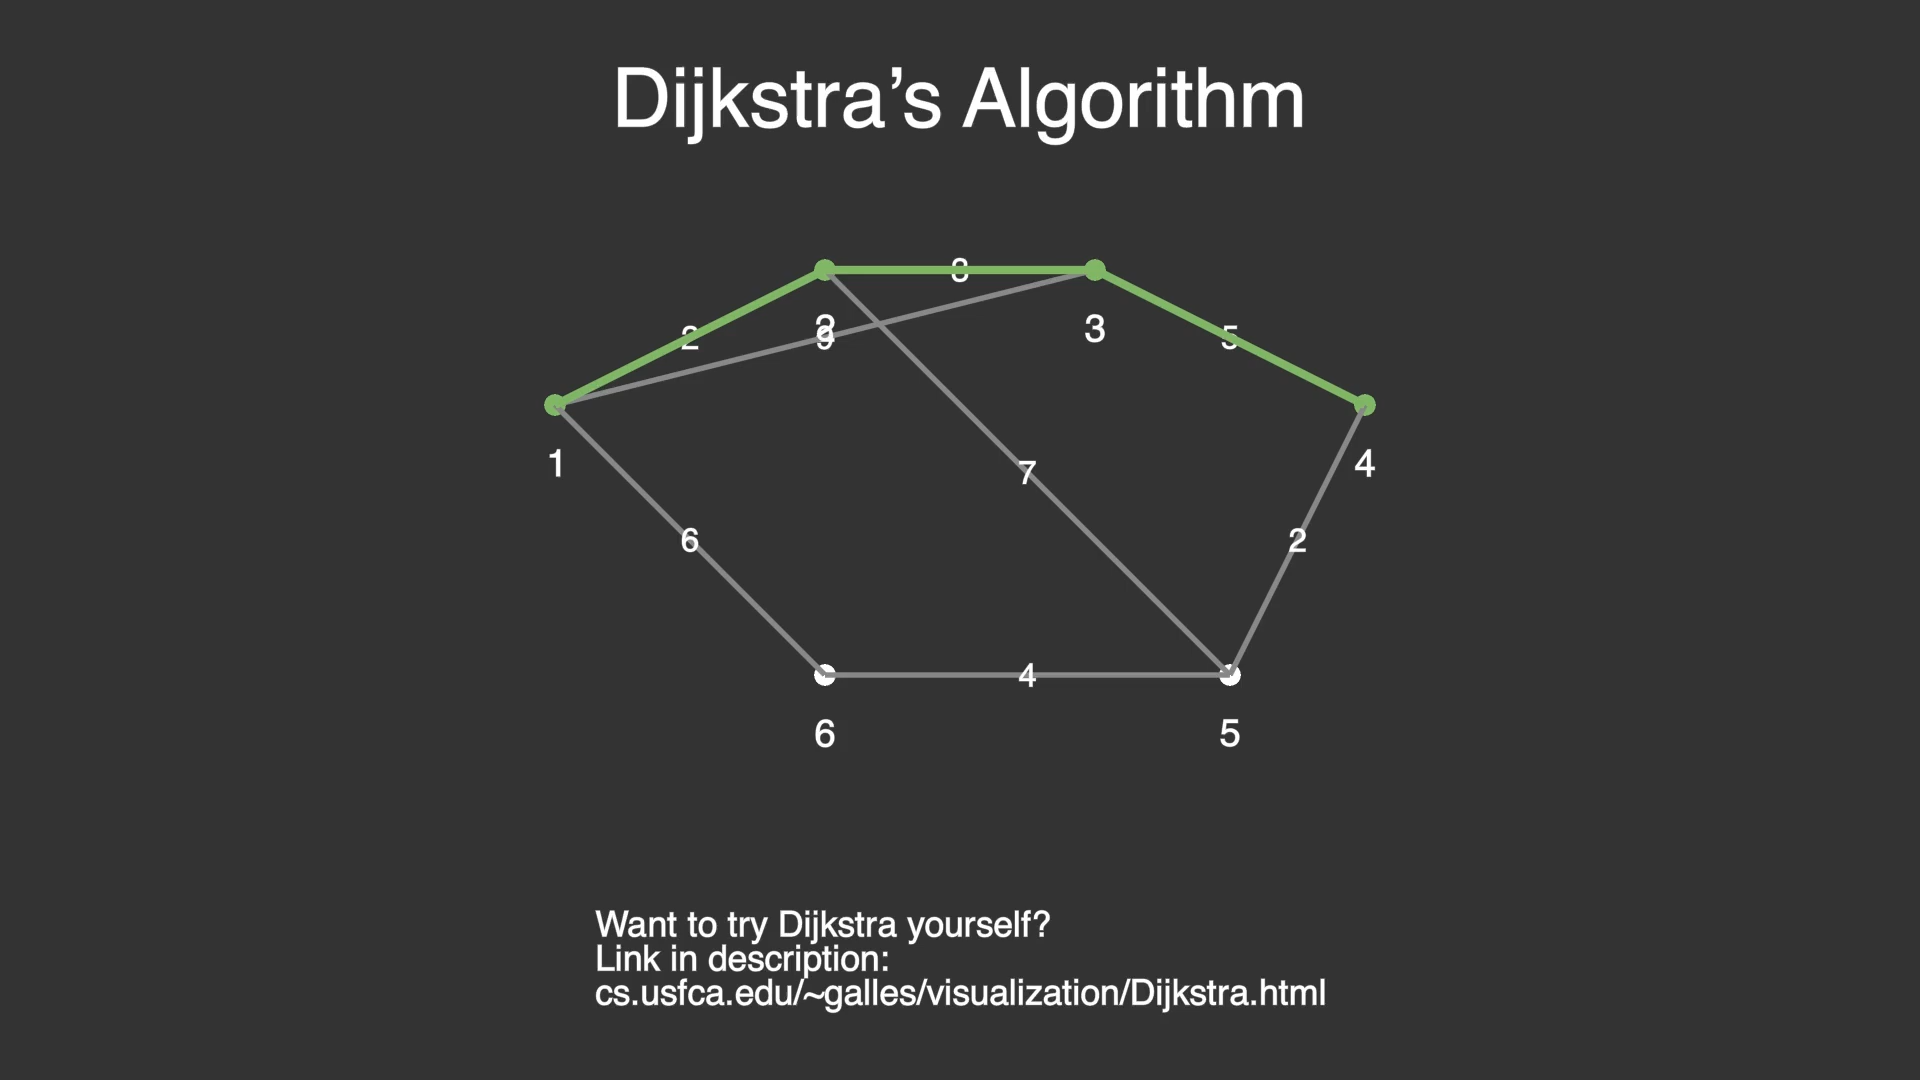 Dijkstra's Algorithm
2
3
5
1
7
4
6
2
4
6
5
Want to try Dijkstra yourself?
Link in description:
cs.usfca.edu/~galles/visualization/Dijkstra.html